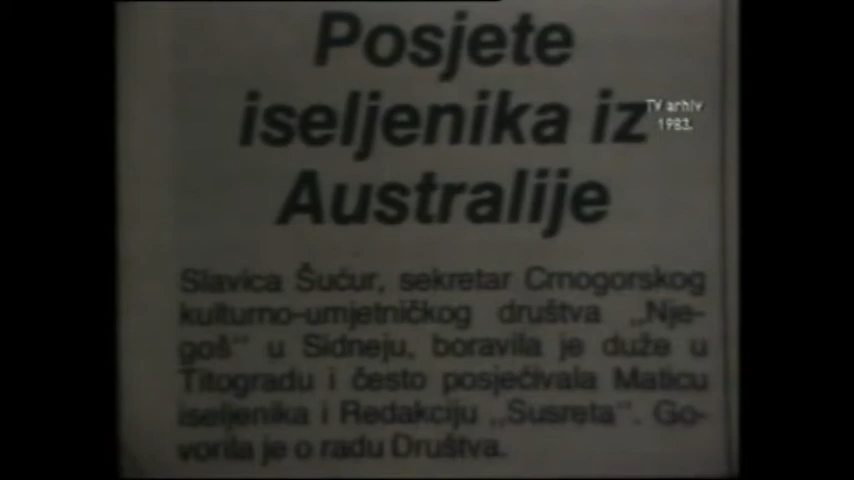 Posjete
iseljenika iz
Australije
TV arhiv
1983.
Slavica Šućur, sekretar Crnogorskog
kulturno-umjetničkog društva „Nje-
goš“ u Sidneju, boravila je duže u
Titogradu i često posjećivala Maticu
iseljenika i Redakciju „Susreta“. Go-
vorila je o radu Društva.